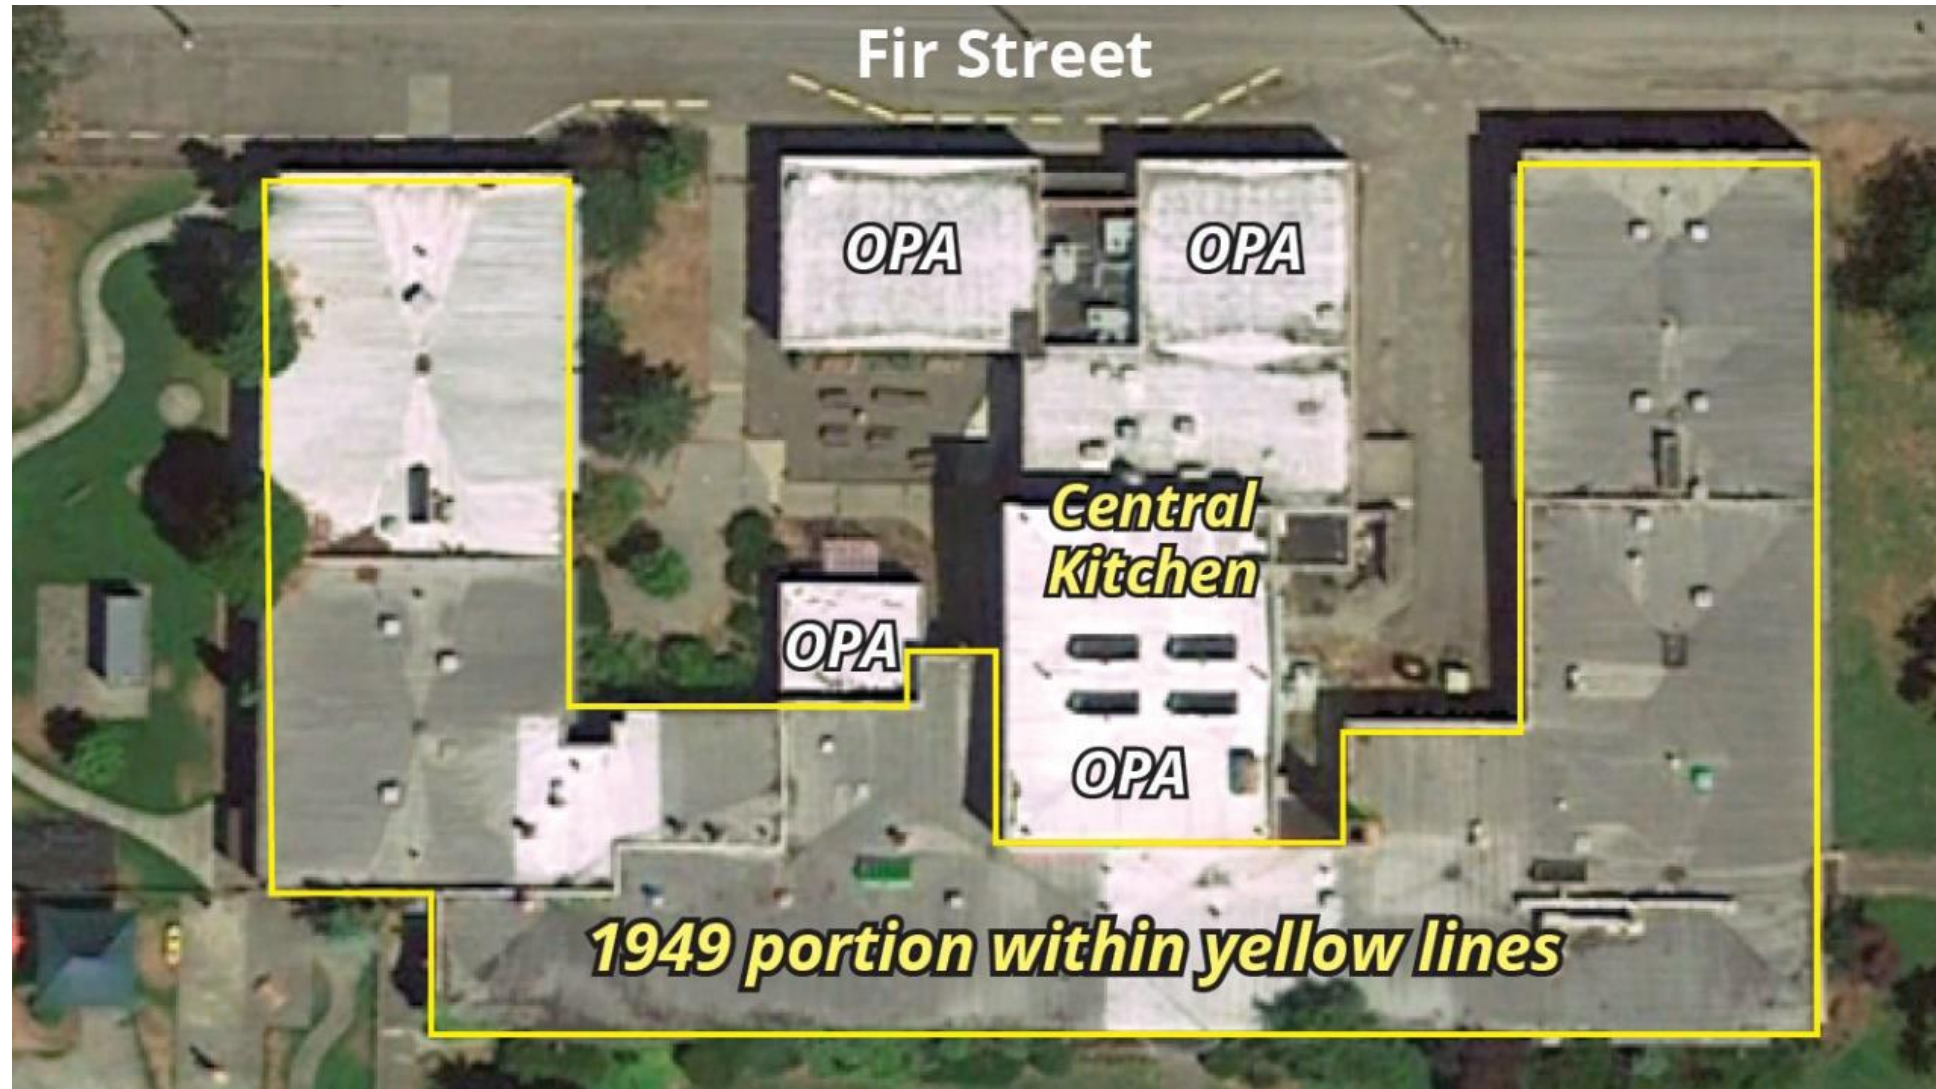 Fir Street
OPA
OPA
Central
Kitchen
OPA
OPA
1949 portion within yellow lines